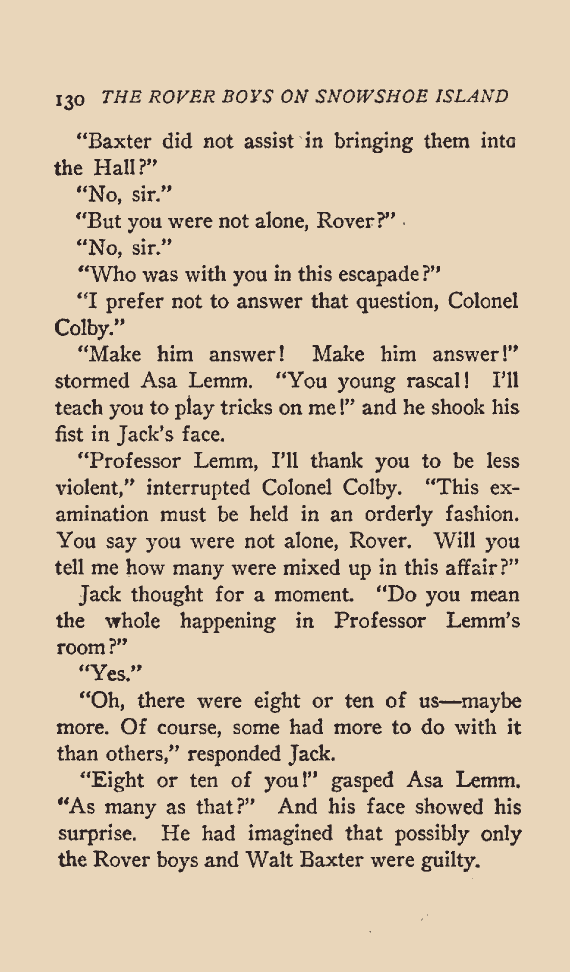 130 THE ROVER BOYS ON SNOWSHOE ISLAND
“Baxter did not assist in bringing them into
the Hall?”
“No, sir.”
“But you were not alone, Rover?”
“No, sir.”
“Who was with you in this escapade?”
“I prefer not to answer that question, Colonel
Colby.”
“Make him answer! Make him answer!”
stormed Asa Lemm. “You young rascal! I’ll
teach you to play tricks on me!” and he shook his
fist in Jack’s face.
“Professor Lemm, I’ll thank you to be less
violent,” interrupted Colonel Colby. “This ex-
amination must be held in an orderly fashion.
You say you were not alone, Rover. Will you
tell me how many were mixed up in this affair?”
Jack thought for a moment. “Do you mean
the whole happening in Professor Lemm’s
room?”
“Yes.”
“Oh, there were eight or ten of us—maybe
more. Of course, some had more to do with it
than others,” responded Jack.
“Eight or ten of you!” gasped Asa Lemm.
“As many as that?” And his face showed his
surprise. He had imagined that possibly only
the Rover boys and Walt Baxter were guilty.